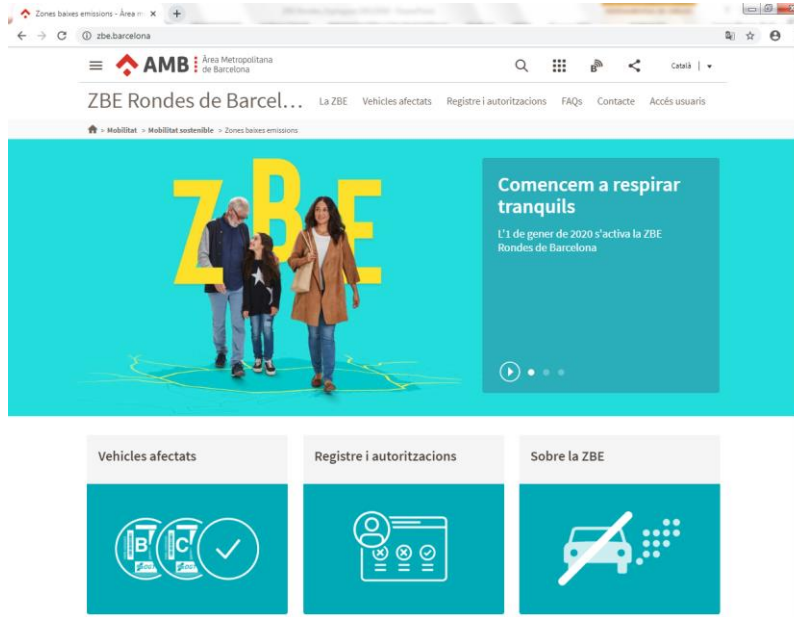 Zones baixes emissions - Àrea m
zbe.barcelona
AMB Àrea Metropolitana
de Barcelona
Català
ZBE Rondes de Barcel... La ZBE Vehicles afectats Registre i autoritzacions FAQs Contacte Accés usuaris
> Mobilitat > Mobilitat sostenible > Zones baixes emissions
ZBE
Comencem a respirar
tranquils
L'1 de gener de 2020 s'activa la ZBE
Rondes de Barcelona
Vehicles afectats
Registre i autoritzacions
Sobre la ZBE
B C